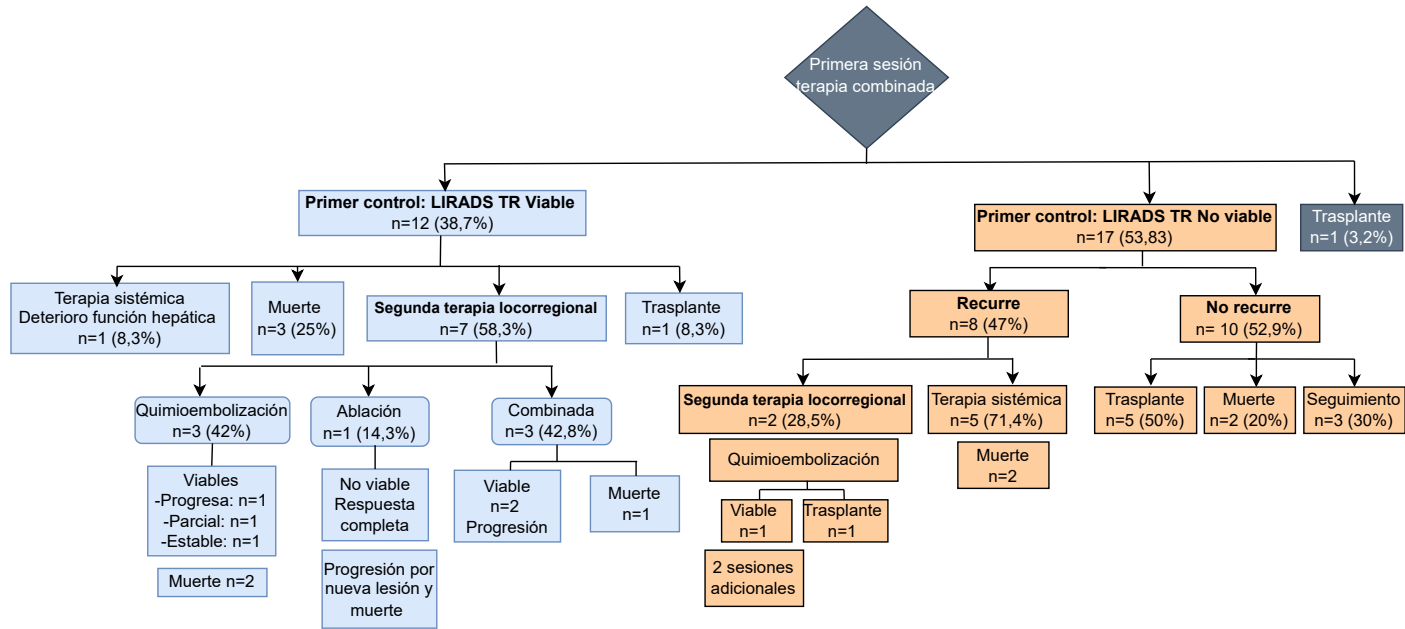 Primera sesión
terapia combinada
Primer control: LIRADS TR Viable
n=12 (38,7%)
Primer control: LIRADS TR No viable
n=17 (53,83)
Trasplante
n=1 (3,2%)
Terapia sistémica
Deterioro función hepática
n=1 (8,3%)
Muerte
n=3 (25%)
Segunda terapia locorregional
n=7 (58,3%)
Trasplante
n=1 (8,3%)
Recurre
n=8 (47%)
No recurre
n= 10 (52,9%)
Quimioembolización
n=3 (42%)
Ablación
n=1 (14,3%)
Combinada
n=3 (42,8%)
Segunda terapia locorregional
n=2 (28,5%)
Terapia sistémica
n=5 (71,4%)
Trasplante
n=5 (50%)
Muerte
n=2 (20%)
Seguimiento
n=3 (30%)
Viables
-Progresa: n=1
-Parcial: n=1
-Estable: n=1
No viable
Respuesta
completa
Viable
n=2
Progresión
Muerte
n=1
Quimioembolización
Muerte
n=2
Viable
n=1
Trasplante
n=1
Muerte n=2
Progresión por
nueva lesión y
muerte
2 sesiones
adicionales